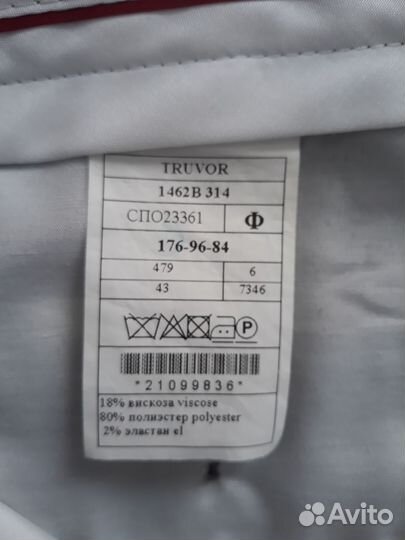 TRUVOR
1462В 314
СПО23361 Ф
176-96-84
479 6
43 7346
P
*21099836*
18% вискоза viscose
80% полиэстер polyester
2% эластан el
Avito